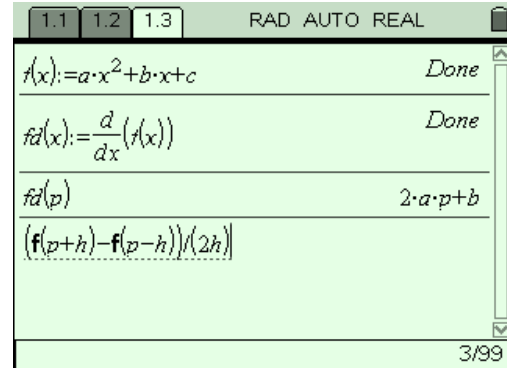 1.1 1.2 1.3 RAD AUTO REAL
f(x):=a·x²+b·x+c Done
fd(x):=d/dx(f(x)) Done
fd(p) 2·a·p+b
(f(p+h)-f(p-h))/(2h)
3/99